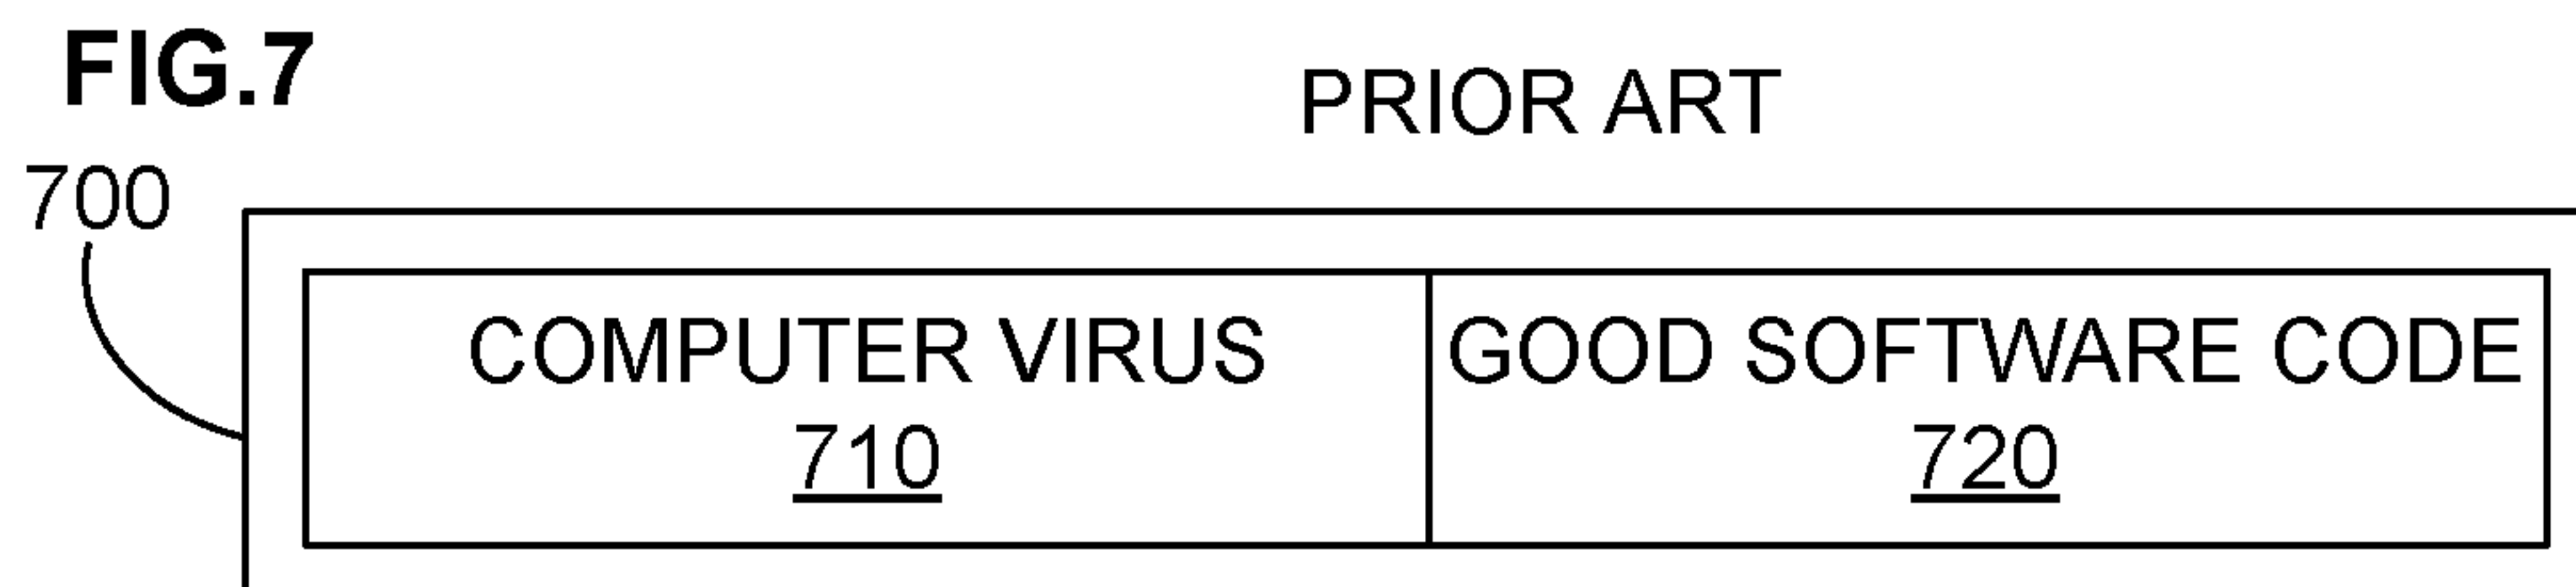 FIG.7
PRIOR ART
700
COMPUTER VIRUS
710
GOOD SOFTWARE CODE
720